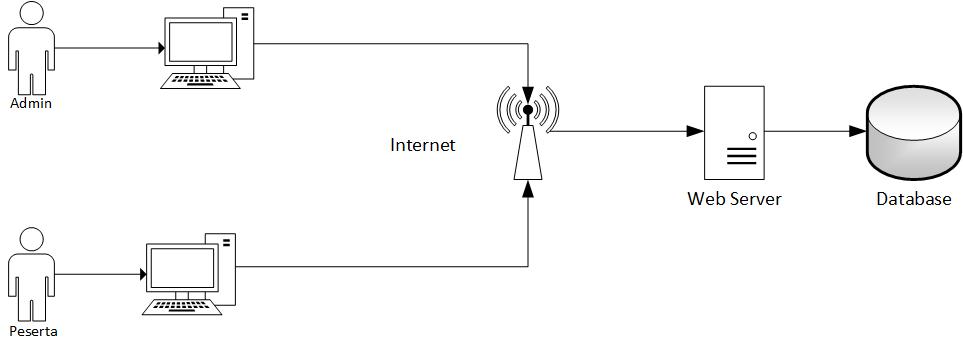 Admin
Internet
Web Server
Database
Peserta